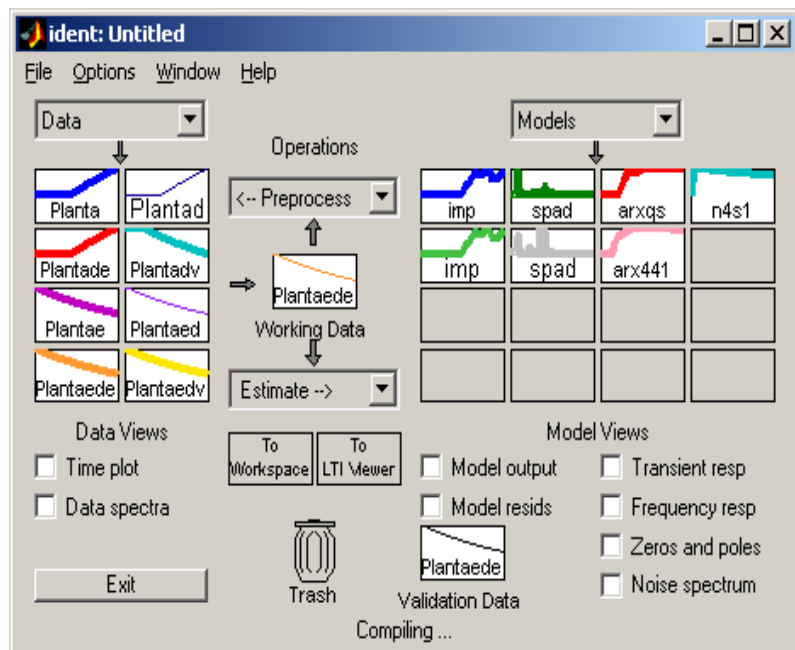 ident: Untitled
File Options Window Help
Data
Models
Operations
Planta
Plantad
<-- Preprocess
imp
spad
arxqs
n4s1
Plantade
Plantadv
imp
spad
arx441
Plantaede
Working Data
Plantae
Plantaed
Plantaede
Plantaedv
Estimate -->
Data Views
Model Views
To Workspace
To LTI Viewer
Time plot
Data spectra
Model output
Model resids
Transient resp
Frequency resp
Zeros and poles
Noise spectrum
Plantaede
Validation Data
Exit
Trash
Compiling ...